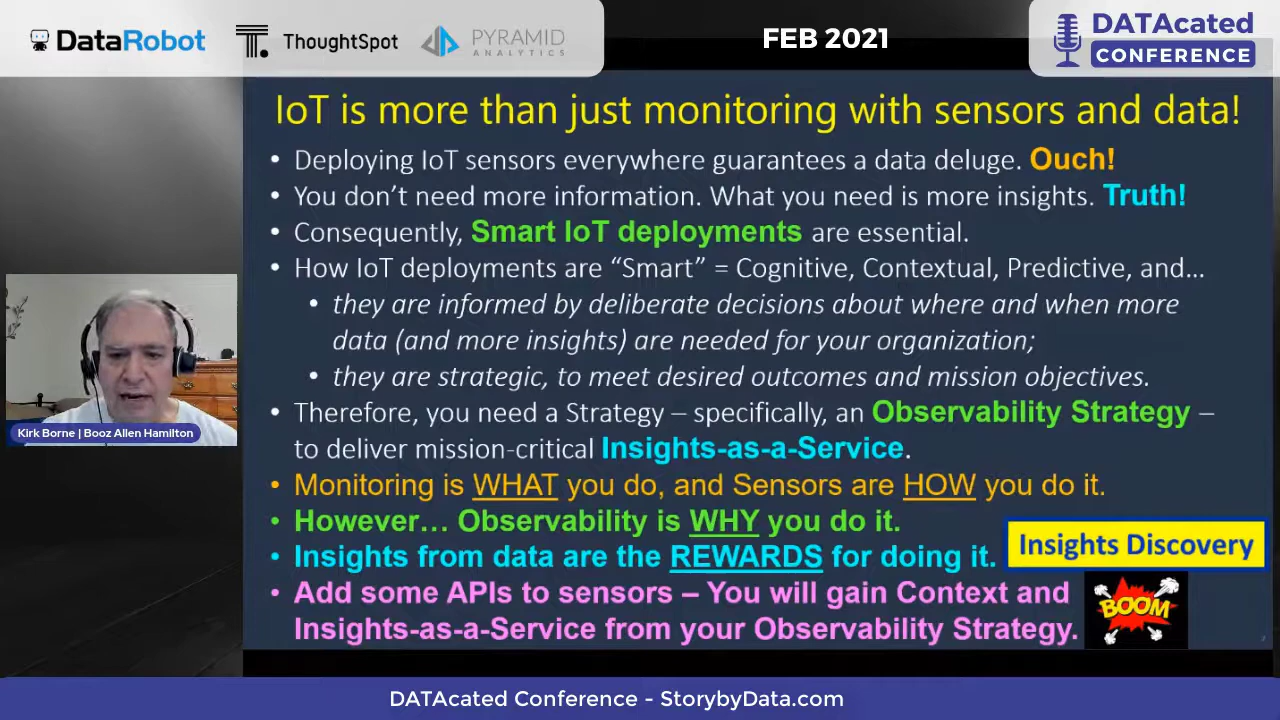 DataRobot
ThoughtSpot
PYRAMID
ANALYTICS
FEB 2021
DATAcated
CONFERENCE
IoT is more than just monitoring with sensors and data!
• Deploying IoT sensors everywhere guarantees a data deluge. Ouch!
• You don’t need more information. What you need is more insights. Truth!
• Consequently, Smart IoT deployments are essential.
• How IoT deployments are “Smart” = Cognitive, Contextual, Predictive, and…
• they are informed by deliberate decisions about where and when more
data (and more insights) are needed for your organization;
• they are strategic, to meet desired outcomes and mission objectives.
• Therefore, you need a Strategy – specifically, an Observability Strategy –
to deliver mission-critical Insights-as-a-Service.
• Monitoring is WHAT you do, and Sensors are HOW you do it.
• However… Observability is WHY you do it.
• Insights from data are the REWARDS for doing it.
Insights Discovery
• Add some APIs to sensors – You will gain Context and
Insights-as-a-Service from your Observability Strategy.
BOOM
Kirk Borne | Booz Allen Hamilton
DATAcated Conference - StorybyData.com